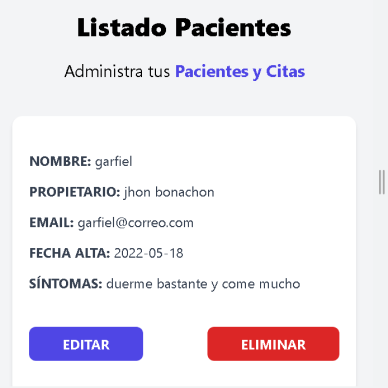 Listado Pacientes
Administra tus Pacientes y Citas
NOMBRE: garfiel
PROPIETARIO: jhon bonachon
EMAIL: garfiel@correo.com
FECHA ALTA: 2022-05-18
SÍNTOMAS: duerme bastante y come mucho
EDITAR
ELIMINAR